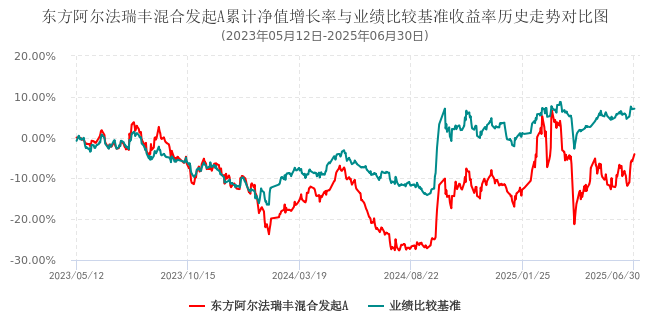 东方阿尔法瑞丰混合发起A累计净值增长率与业绩比较基准收益率历史走势对比图
(2023年05月12日-2025年06月30日)
20.00%
10.00%
0.00%
-10.00%
-20.00%
-30.00%
2023/05/12 2023/10/15 2024/03/19 2024/08/22 2025/01/25 2025/06/30
东方阿尔法瑞丰混合发起A 业绩比较基准